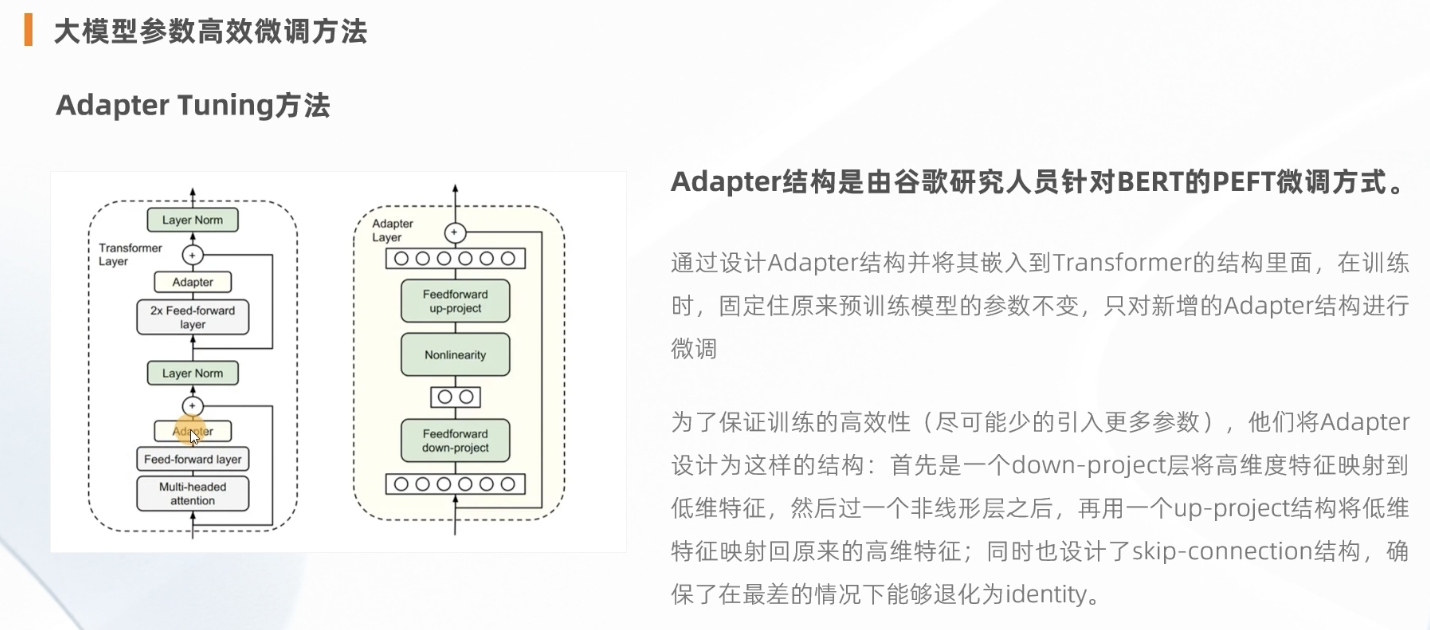 大模型参数高效微调方法
Adapter Tuning方法
Layer Norm
Transformer
Layer
+
Adapter
2x Feed-forward
layer
Layer Norm
+
Adapter
Feed-forward layer
Multi-headed
attention
Adapter
Layer
+
Feedforward
up-project
Nonlinearity
Feedforward
down-project
Adapter结构是由谷歌研究人员针对BERT的PEFT微调方式。
通过设计Adapter结构并将其嵌入到Transformer的结构里面，在训练
时，固定住原来预训练模型的参数不变，只对新增的Adapter结构进行
微调
为了保证训练的高效性（尽可能少的引入更多参数），他们将Adapter
设计为这样的结构：首先是一个down-project层将高维度特征映射到
低维特征，然后过一个非线形层之后，再用一个up-project结构将低维
特征映射回原来的高维特征；同时也设计了skip-connection结构，确
保了在最差的情况下能够退化为identity。